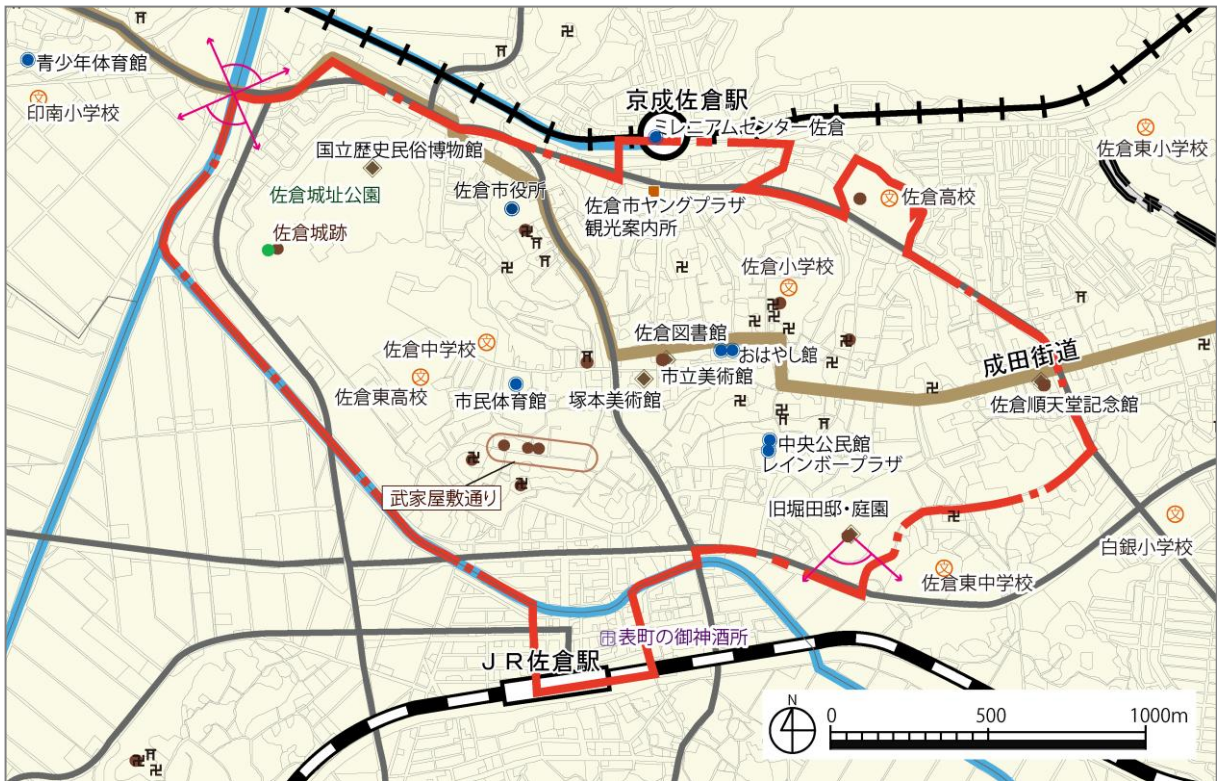 青少年体育館
印南小学校
国立歴史民俗博物館
佐倉城址公園
佐倉城跡
佐倉市役所
京成佐倉駅
ミレニアムセンター佐倉
佐倉市ヤングプラザ
観光案内所
佐倉高校
佐倉東小学校
佐倉小学校
佐倉図書館
おはやし館
市立美術館
塚本美術館
佐倉中学校
佐倉東高校
市民体育館
成田街道
佐倉順天堂記念館
中央公民館
レインボープラザ
武家屋敷通り
旧堀田邸・庭園
白銀小学校
佐倉東中学校
表町の御神酒所
JR佐倉駅
N
0 500 1000m